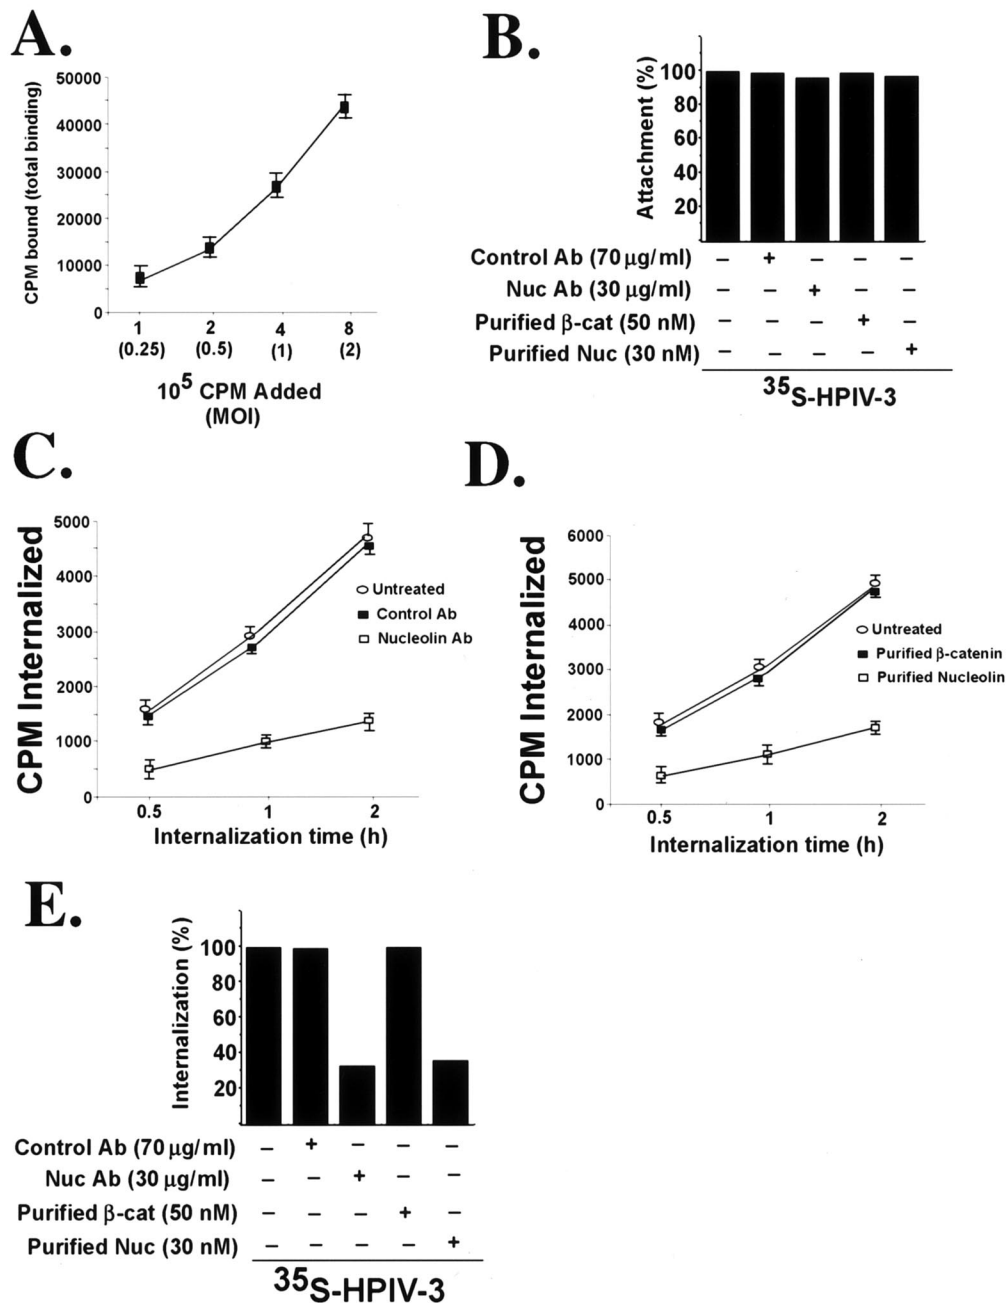 A.
CPM bound (total binding)
50000
40000
30000
20000
10000
0
1 2 4 8
(0.25) (0.5) (1) (2)
10^5 CPM Added
(MOI)
B.
Attachment (%)
100
80
60
40
20
Control Ab (70 µg/ml) – + – – –
Nuc Ab (30 µg/ml) – – + – –
Purified β-cat (50 nM) – – – + –
Purified Nuc (30 nM) – – – – +
35S-HPIV-3
C.
CPM Internalized
5000
4000
3000
2000
1000
0
Untreated
Control Ab
Nucleolin Ab
0.5 1 2
Internalization time (h)
D.
CPM Internalized
6000
5000
4000
3000
2000
1000
0
Untreated
Purified β-catenin
Purified Nucleolin
0.5 1 2
Internalization time (h)
E.
Internalization (%)
100
80
60
40
20
Control Ab (70 µg/ml) – + – – –
Nuc Ab (30 µg/ml) – – + – –
Purified β-cat (50 nM) – – – + –
Purified Nuc (30 nM) – – – – +
35S-HPIV-3